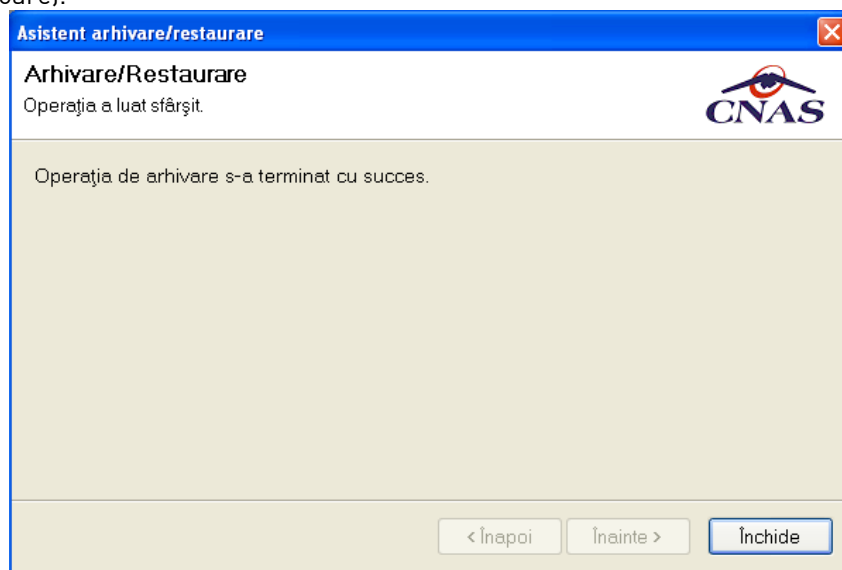 Asistent arhivare/restaurare
Arhivare/Restaurare
Operaţia a luat sfârşit.
CNAS
Operaţia de arhivare s-a terminat cu succes.
< Înapoi
Înainte >
Închide